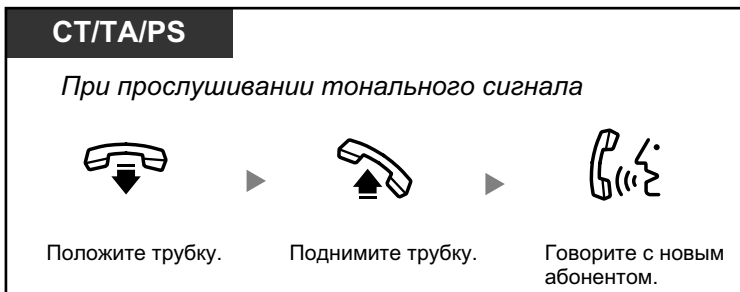 CT/TA/PS
При прослушивании тонального сигнала
Положите трубку.
Поднимите трубку.
Говорите с новым
абонентом.